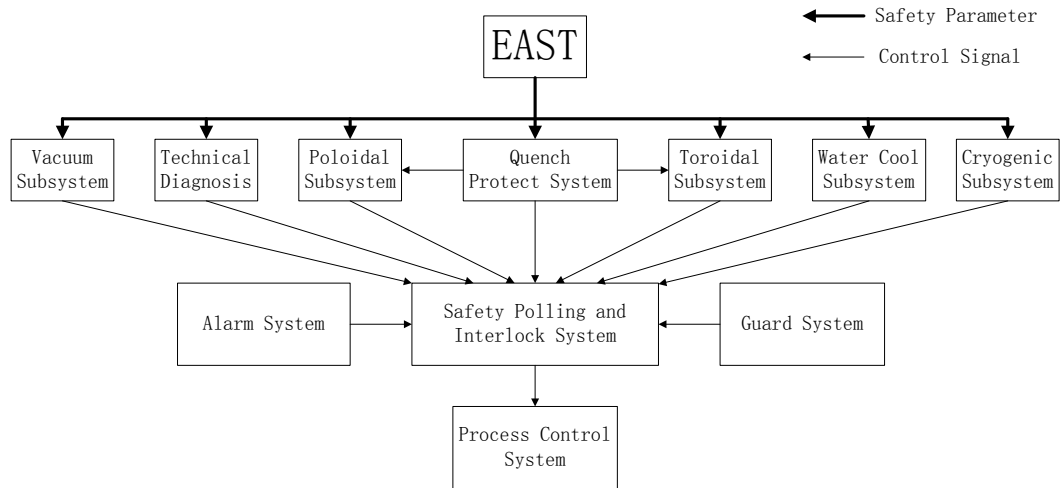 Safety Parameter
EAST
Control Signal
Vacuum
Subsystem
Technical
Diagnosis
Poloidal
Subsystem
Quench
Protect System
Toroidal
Subsystem
Water Cool
Subsystem
Cryogenic
Subsystem
Alarm System
Safety Polling and
Interlock System
Guard System
Process Control
System